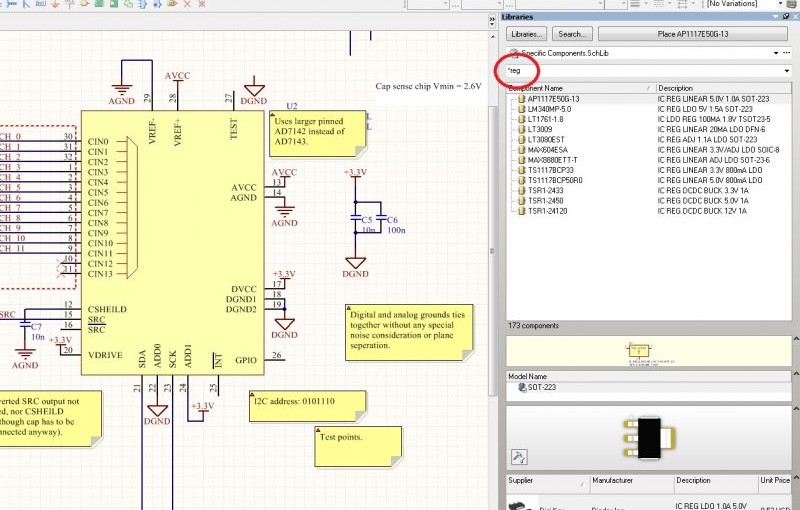 [No Variations]
Libraries
Libraries...
Search...
Place AP1117E50G-13
Specific Components.SchLib
*reg
Component Name
Description
AP1117E50G-13
IC REG LINEAR 5.0V 1.0A SOT-223
LM340MP-5.0
IC REG LDO 5V 1.5A SOT-223
LT1761-1.8
IC LDO REG 100MA 1.8V TSOT23-5
LT3009
IC REG LINEAR 20MA LDO DFN-6
LT3080EST
IC REG ADJ 1.1A LDO SOT-223
MAX604ESA
IC REG LINEAR 3.3V/ADJ LDO SOIC-8
MAX8880ETT-T
IC REG LINEAR ADJ LDO SOT-23-6
TS1117BCP33
IC REG LINEAR 3.3V 800mA LDO
TS1117BCP50R0
IC REG LINEAR 5.0V 800mA LDO
TSR1-2433
IC REG DCDC BUCK 3.3V 1A
TSR1-2450
IC REG DCDC BUCK 5.0V 1A
TSR1-24120
IC REG DCDC BUCK 12V 1A
173 components
Model Name
SOT-223
Supplier
Manufacturer
Description
Unit Price
IC REG LDO 1.0A 5.0V
AGND
AVCC
DGND
Cap sense chip Vmin = 2.6V
29
28
27
U2
VREF-
VREF+
TEST
Uses larger pinned
AD7142 instead of
AD7143.
CH 0
30
CIN0
CH 1
31
CIN1
CH 2
32
CIN2
CH 3
1
CIN3
CH 4
2
CIN4
CH 5
3
CIN5
CH 6
4
CIN6
CH 7
5
CIN7
CH 8
6
CIN8
CH 9
7
CIN9
CH 10
8
CIN10
CH 11
9
CIN11
10
CIN12
11
CIN13
AVCC
AVCC
13
AGND
14
AGND
+3.3V
C5
10n
C6
100n
DGND
+3.3V
DVCC
17
DGND1
18
DGND2
19
DGND
12
CSHEILD
SRC
15
SRC
16
SRC
C7
10n
+3.3V
AGND
20
VDRIVE
GPIO
26
SDA
ADD0
SCK
ADD1
INT
21
22
23
24
25
DGND
+3.3V
Digital and analog grounds ties
together without any special
noise consideration or plane
seperation.
verted SRC output not
d, nor CSHEILD
though cap has to be
nnected anyway).
I2C address: 0101110
Test points.